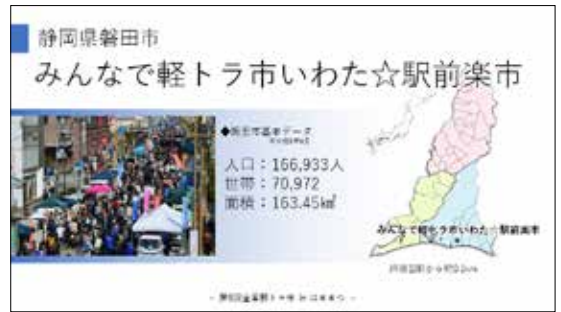 静岡県磐田市
みんなで軽トラ市いわた☆駅前楽市
◆磐田市基本データ
人口：166,933人
世帯：70,972
面積：163.45㎢
みんなで軽トラ市いわた☆駅前楽市